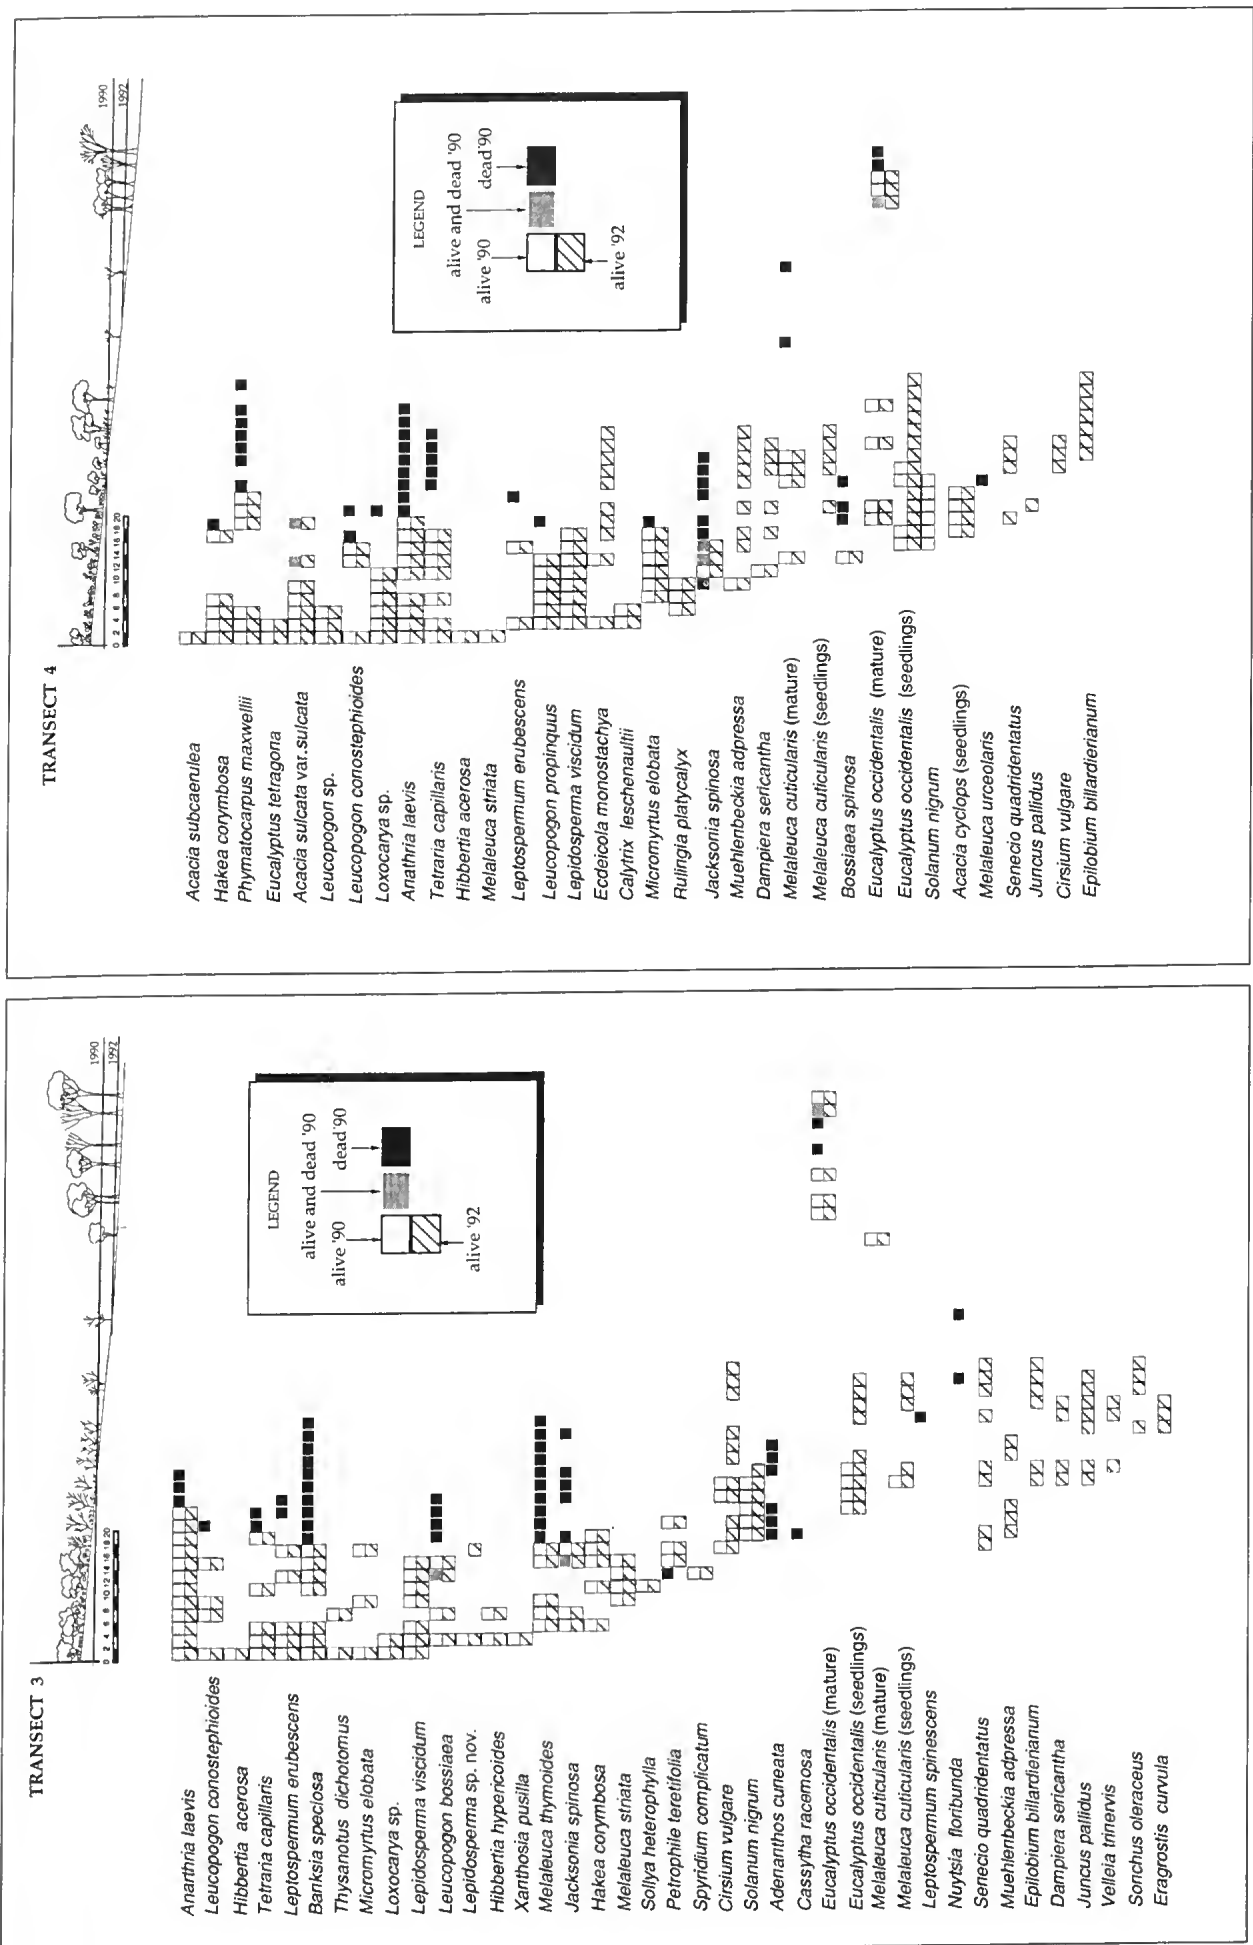 TRANSECT 3
1990
1992
0 2 4 6 8 10 12 14 16 18 20
LEGEND
alive and dead '90
alive '90
dead'90
alive '92
Anarthria laevis
Leucopogon conostephioides
Hibbertia acerosa
Tetraria capillaris
Leptospermum erubescens
Banksia speciosa
Thysanotus dichotomus
Micromyrtus elobata
Loxocarya sp.
Lepidosperma viscidum
Leucopogon bossiaea
Lepidosperma sp. nov.
Hibbertia hypericoides
Xanthosia pusilla
Melaleuca thymoides
Jacksonia spinosa
Hakea corymbosa
Melaleuca striata
Sollya heterophylla
Petrophile teretifolia
Spyridium complicatum
Cirsium vulgare
Solanum nigrum
Adenanthos cuneata
Cassytha racemosa
Eucalyptus occidentalis (mature)
Eucalyptus occidentalis (seedlings)
Melaleuca cuticularis (mature)
Melaleuca cuticularis (seedlings)
Leptospermum spinescens
Nuytsia floribunda
Senecio quadridentatus
Muehlenbeckia adpressa
Epilobium billardierianum
Dampiera sericantha
Juncus pallidus
Velleia trinervis
Sonchus oleraceus
Eragrostis curvula
TRANSECT 4
1990
1992
0 2 4 6 8 10 12 14 16 18 20
LEGEND
alive and dead '90
alive '90
dead'90
alive '92
Acacia subcaerulea
Hakea corymbosa
Phymatocarpus maxwellii
Eucalyptus tetragona
Acacia sulcata var. sulcata
Leucopogon sp.
Leucopogon conostephioides
Loxocarya sp.
Anathria laevis
Tetraria capillaris
Hibbertia acerosa
Melaleuca striata
Leptospermum erubescens
Leucopogon propinquus
Lepidosperma viscidum
Ecdeicola monostachya
Calytrix leschenaultii
Micromyrtus elobata
Rulingia platycalyx
Jacksonia spinosa
Muehlenbeckia adpressa
Dampiera sericantha
Melaleuca cuticularis (mature)
Melaleuca cuticularis (seedlings)
Bossiaea spinosa
Eucalyptus occidentalis (mature)
Eucalyptus occidentalis (seedlings)
Solanum nigrum
Acacia cyclops (seedlings)
Melaleuca urceolaris
Senecio quadridentatus
Juncus pallidus
Cirsium vulgare
Epilobium billardierianum